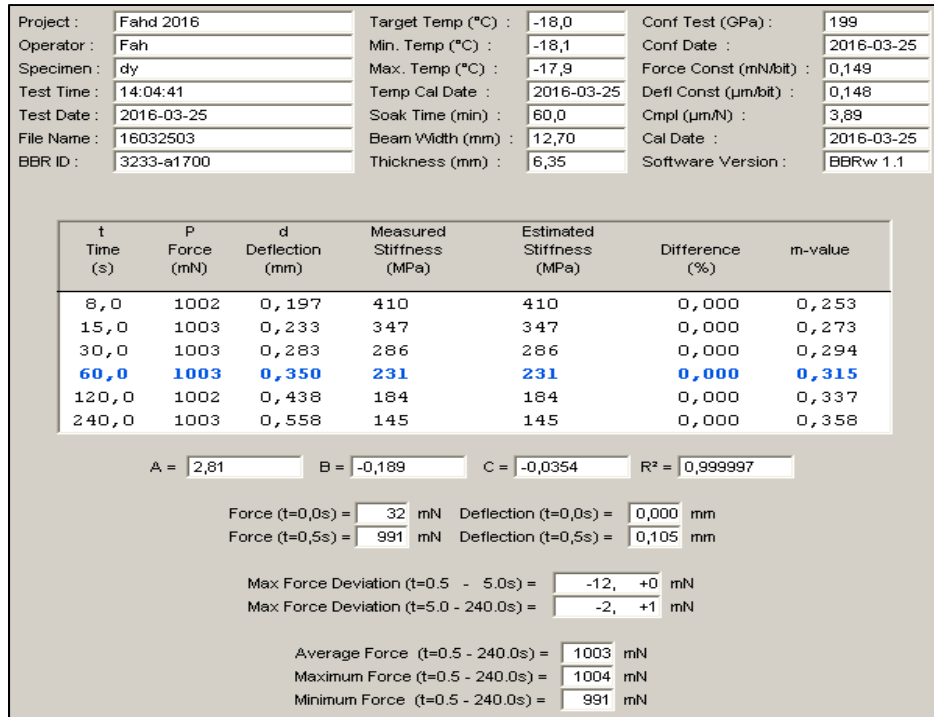 Project : Fahd 2016 Target Temp (°C) : -18,0 Conf Test (GPa) : 199
Operator : Fah Min. Temp (°C) : -18,1 Conf Date : 2016-03-25
Specimen : dy Max. Temp (°C) : -17,9 Force Const (mN/bit) : 0,149
Test Time : 14:04:41 Temp Cal Date : 2016-03-25 Defl Const (µm/bit) : 0,148
Test Date : 2016-03-25 Soak Time (min) : 60,0 Cmpl (µm/N) : 3,89
File Name : 16032503 Beam Width (mm) : 12,70 Cal Date : 2016-03-25
BBR ID : 3233-a1700 Thickness (mm) : 6,35 Software Version : BBRw 1.1
t P d Measured Estimated
Time Force Deflection Stiffness Stiffness Difference m-value
(s) (mN) (mm) (MPa) (MPa) (%)
8,0 1002 0,197 410 410 0,000 0,253
15,0 1003 0,233 347 347 0,000 0,273
30,0 1003 0,283 286 286 0,000 0,294
60,0 1003 0,350 231 231 0,000 0,315
120,0 1002 0,438 184 184 0,000 0,337
240,0 1003 0,558 145 145 0,000 0,358
A = 2,81 B = -0,189 C = -0,0354 R² = 0,999997
Force (t=0,0s) = 32 mN Deflection (t=0,0s) = 0,000 mm
Force (t=0,5s) = 991 mN Deflection (t=0,5s) = 0,105 mm
Max Force Deviation (t=0.5 - 5.0s) = -12, +0 mN
Max Force Deviation (t=5.0 - 240.0s) = -2, +1 mN
Average Force (t=0.5 - 240.0s) = 1003 mN
Maximum Force (t=0.5 - 240.0s) = 1004 mN
Minimum Force (t=0.5 - 240.0s) = 991 mN